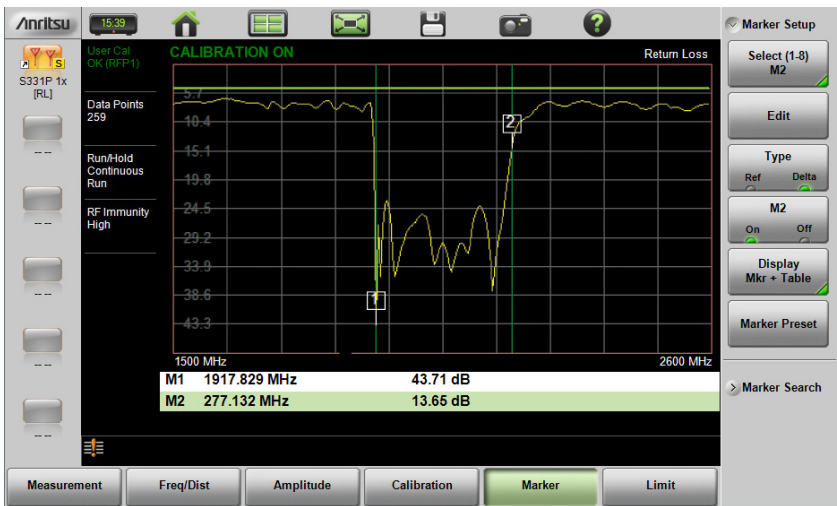 Anritsu
15:39
?
Marker Setup
S
S331P 1x
[RL]
-- --
-- --
-- --
-- --
-- --
User Cal
OK (RFP1)
Data Points
259
Run/Hold
Continuous
Run
RF Immunity
High
CALIBRATION ON
Return Loss
5.7
10.4
15.1
19.8
24.5
29.2
33.9
38.6
43.3
2
1
1500 MHz
2600 MHz
M1 1917.829 MHz 43.71 dB
M2 277.132 MHz 13.65 dB
Select (1-8)
M2
Edit
Type
Ref Delta
M2
On Off
Display
Mkr + Table
Marker Preset
Marker Search
Measurement
Freq/Dist
Amplitude
Calibration
Marker
Limit